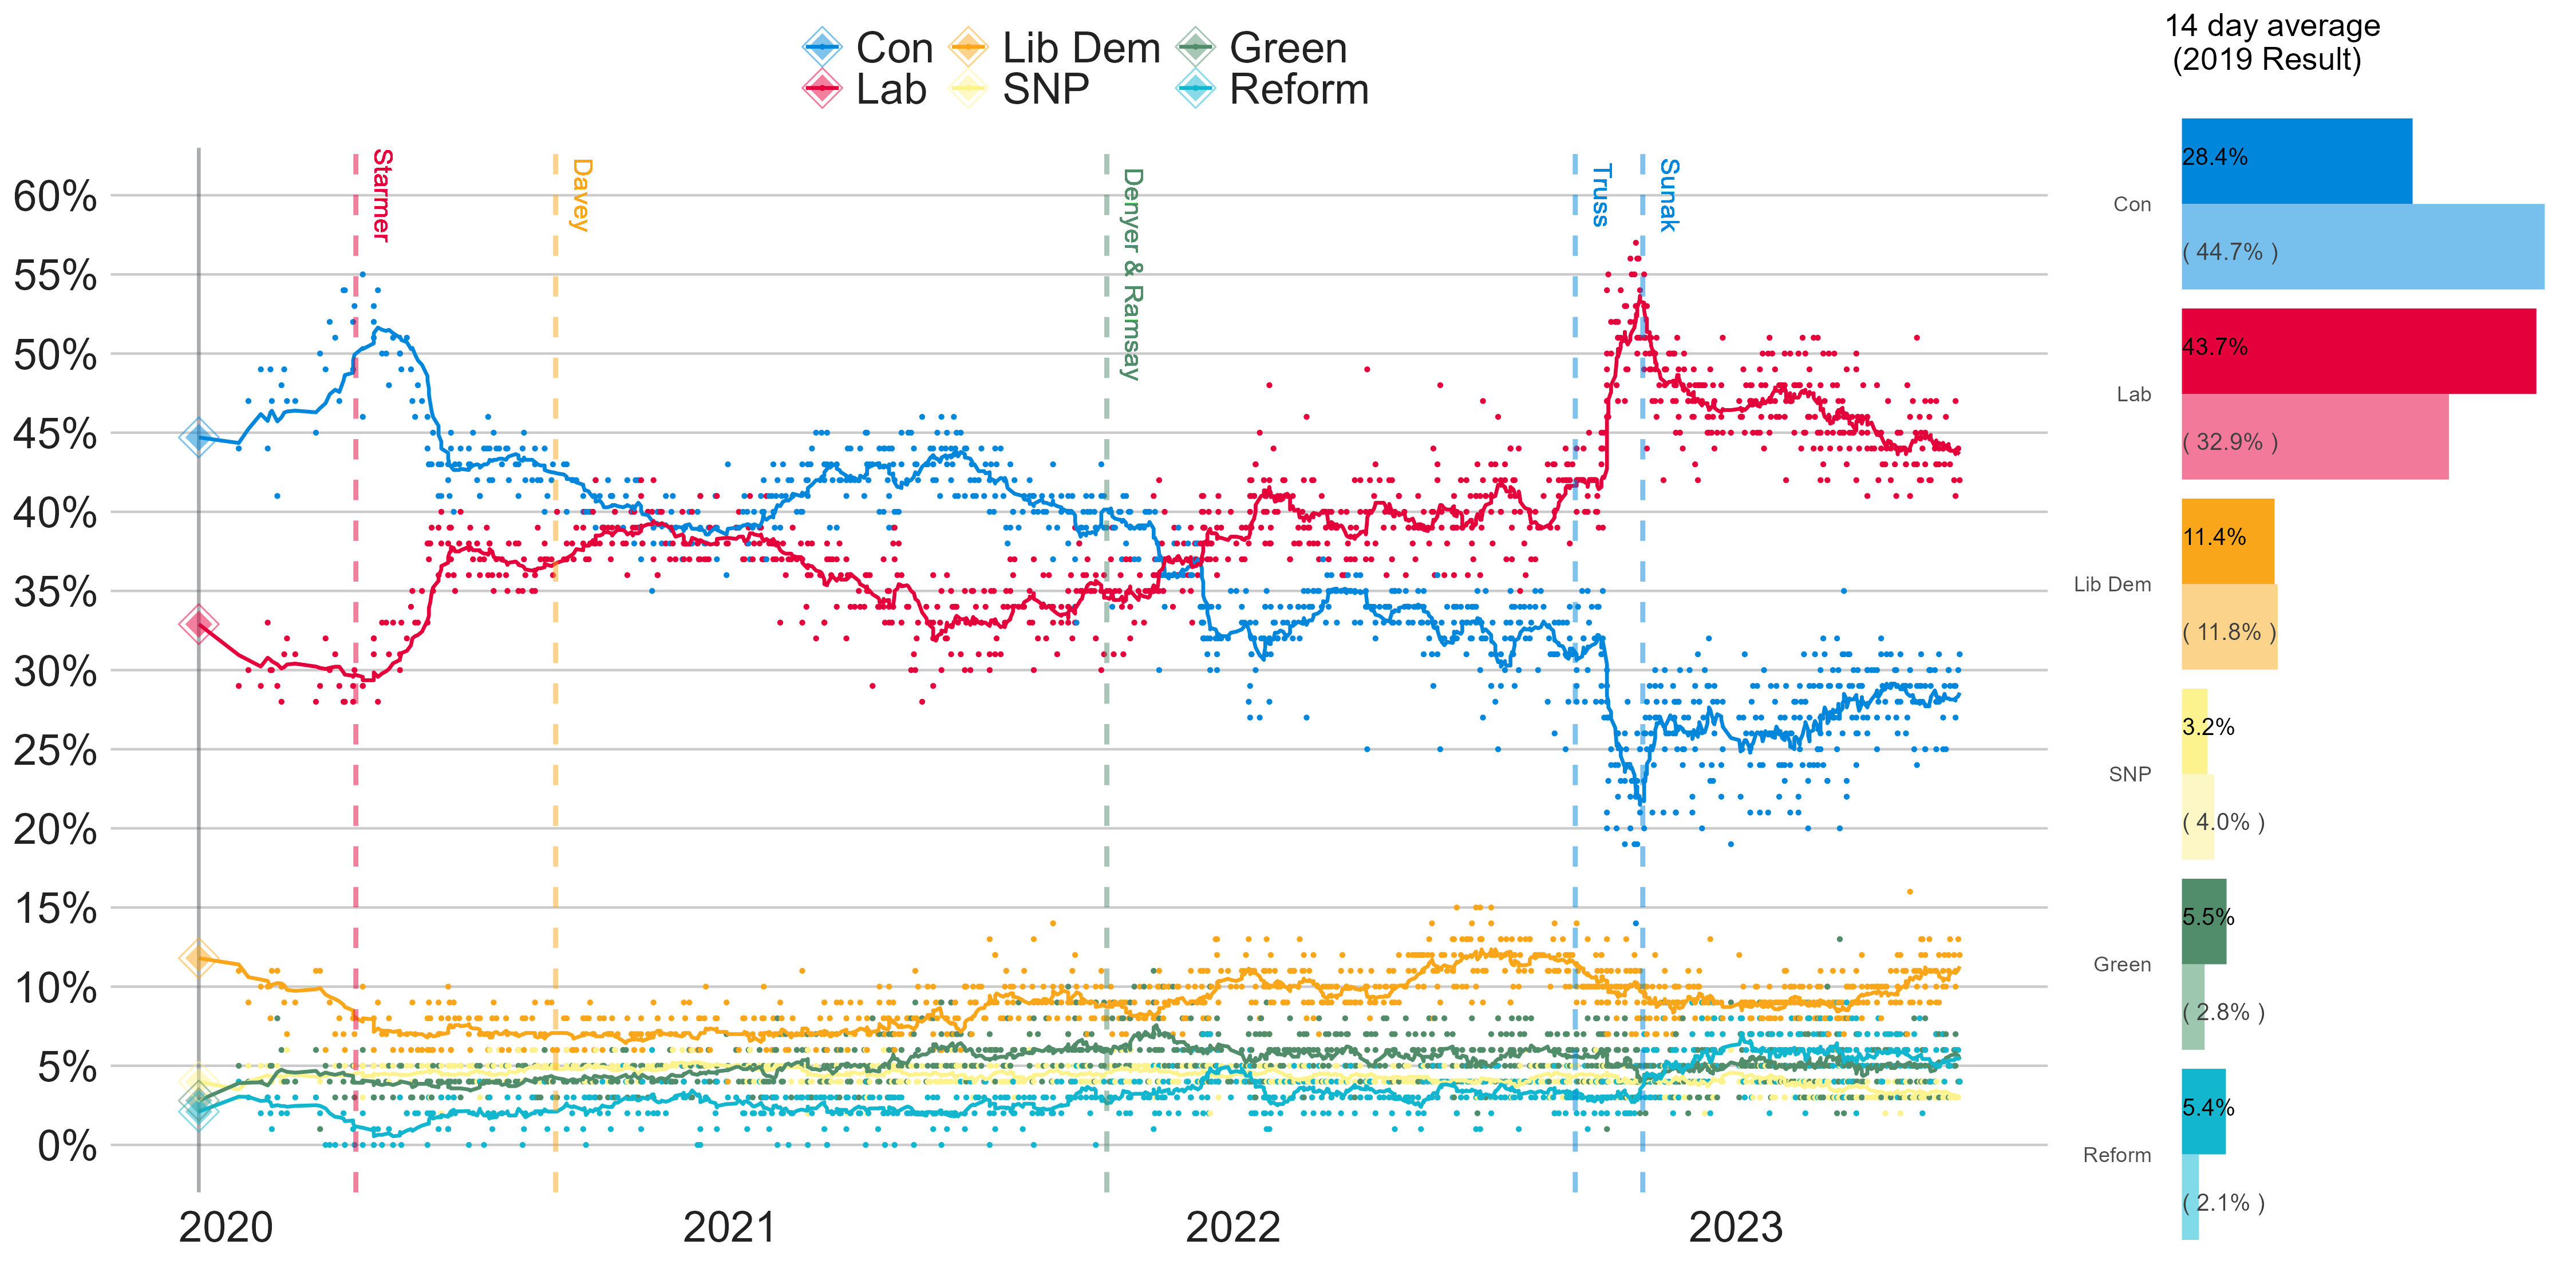 Con Lib Dem Green
Lab SNP Reform
14 day average
(2019 Result)
60%
55%
50%
45%
40%
35%
30%
25%
20%
15%
10%
5%
0%
Starmer
Davey
Denyer & Ramsay
Truss
Sunak
2020 2021 2022 2023
Con
28.4%
( 44.7% )
Lab
43.7%
( 32.9% )
Lib Dem
11.4%
( 11.8% )
SNP
3.2%
( 4.0% )
Green
5.5%
( 2.8% )
Reform
5.4%
( 2.1% )